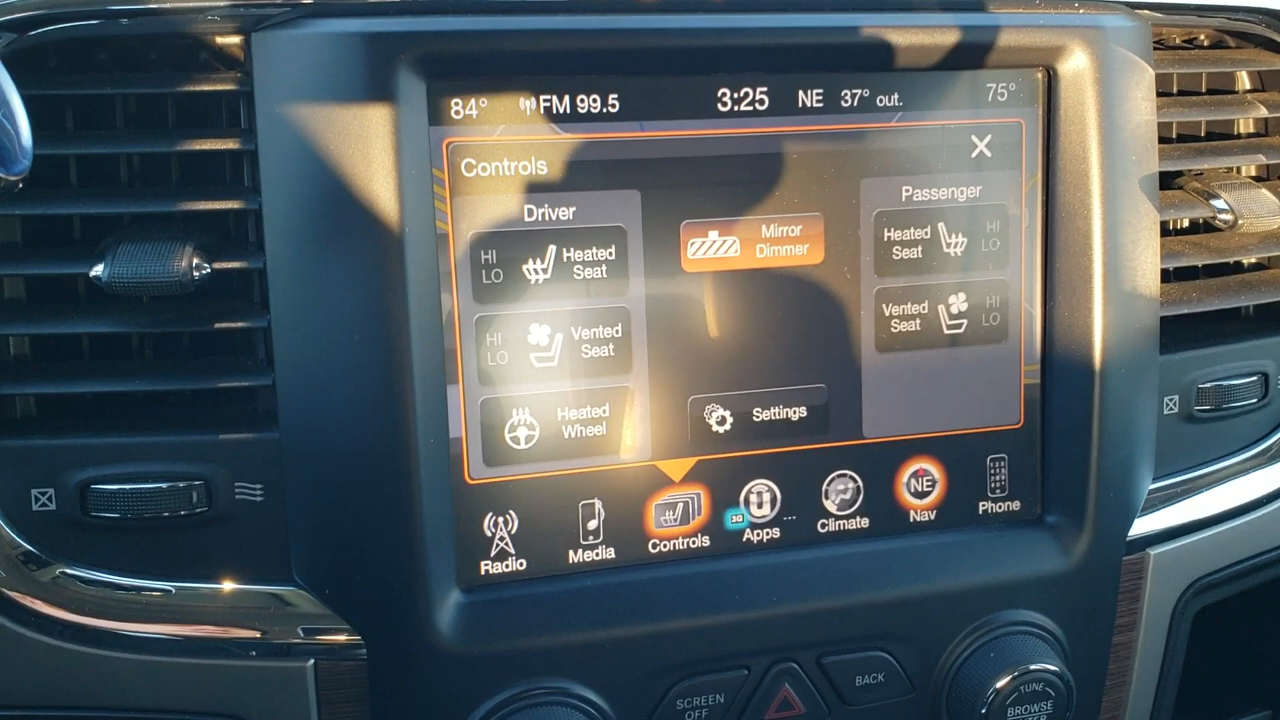 84° FM 99.5 3:25 NE 37° out. 75°
Controls
Driver
HI
LO
Heated
Seat
HI
LO
Vented
Seat
Heated
Wheel
Mirror
Dimmer
Settings
Passenger
Heated
Seat
HI
LO
Vented
Seat
HI
LO
Radio
Media
Controls
3G
Apps
Climate
NE
Nav
Phone
SCREEN
OFF
BACK
TUNE
BROWSE